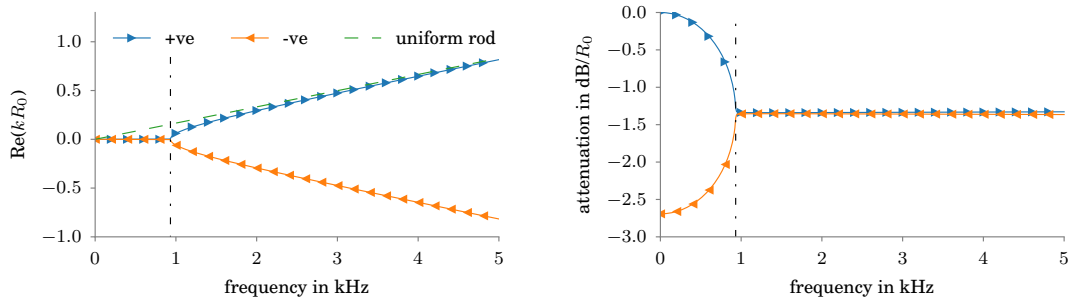 +ve -ve uniform rod
1.0
0.5
0.0
−0.5
−1.0
Re(kR₀)
0 1 2 3 4 5
frequency in kHz
0.0
−0.5
−1.0
−1.5
−2.0
−2.5
−3.0
attenuation in dB/R₀
0 1 2 3 4 5
frequency in kHz